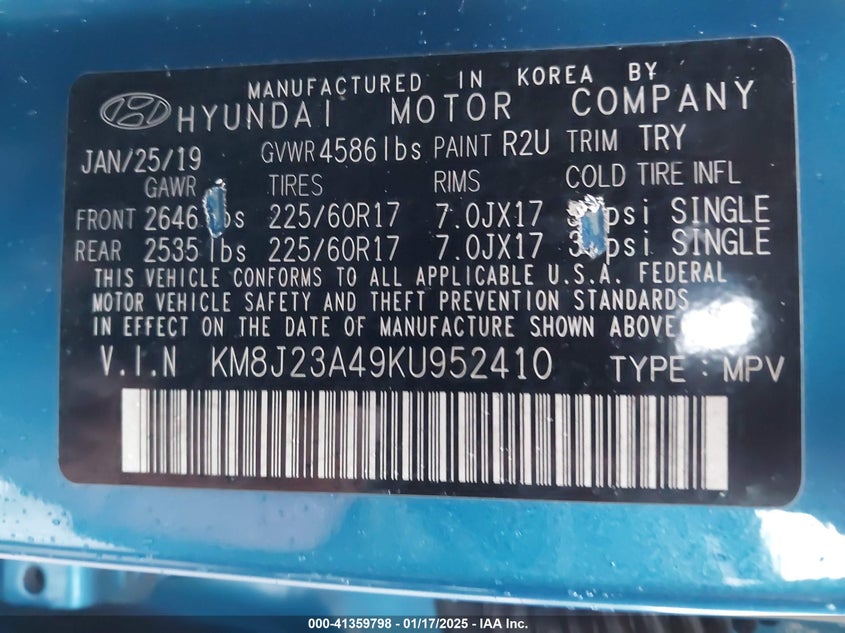 MANUFACTURED IN KOREA BY
HYUNDAI MOTOR COMPANY
JAN/25/19 GVWR 4586lbs PAINT R2U TRIM TRY
GAWR TIRES RIMS COLD TIRE INFL
FRONT 2646 225/60R17 7.0JX17 psi SINGLE
REAR 2535 lbs 225/60R17 7.0JX17 psi SINGLE
THIS VEHICLE CONFORMS TO ALL APPLICABLE U.S.A. FEDERAL
MOTOR VEHICLE SAFETY AND THEFT PREVENTION STANDARDS
IN EFFECT ON THE DATE OF MANUFACTURE SHOWN ABOVE
V.I.N KM8J23A49KU952410 TYPE : MPV
000-41359798 — 01/17/2025 — IAA Inc.